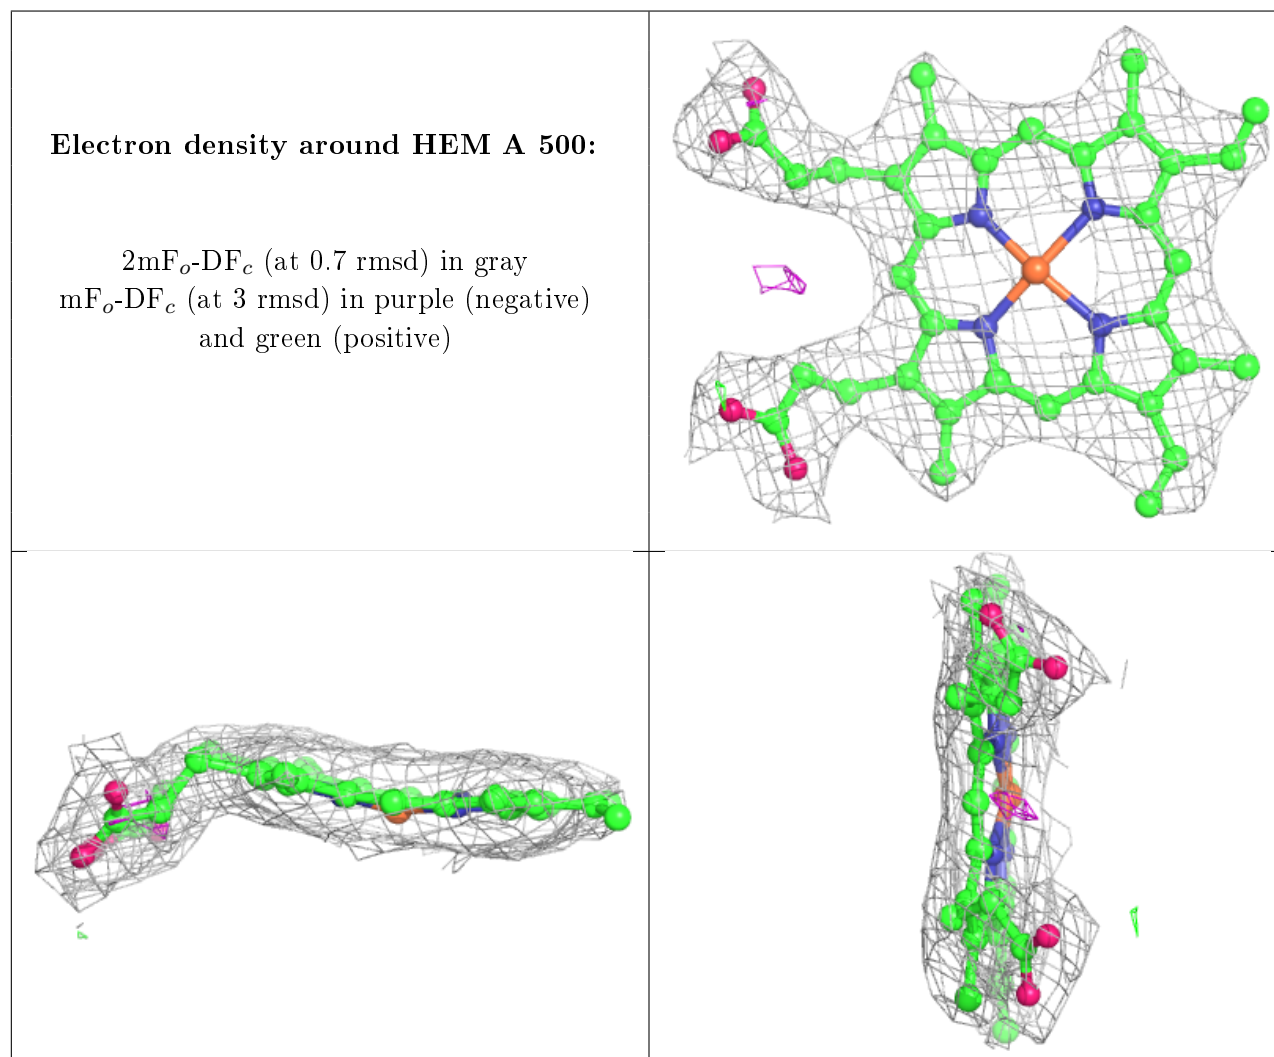 Electron density around HEM A 500:
2mFo-DFc (at 0.7 rmsd) in gray
mFo-DFc (at 3 rmsd) in purple (negative)
and green (positive)